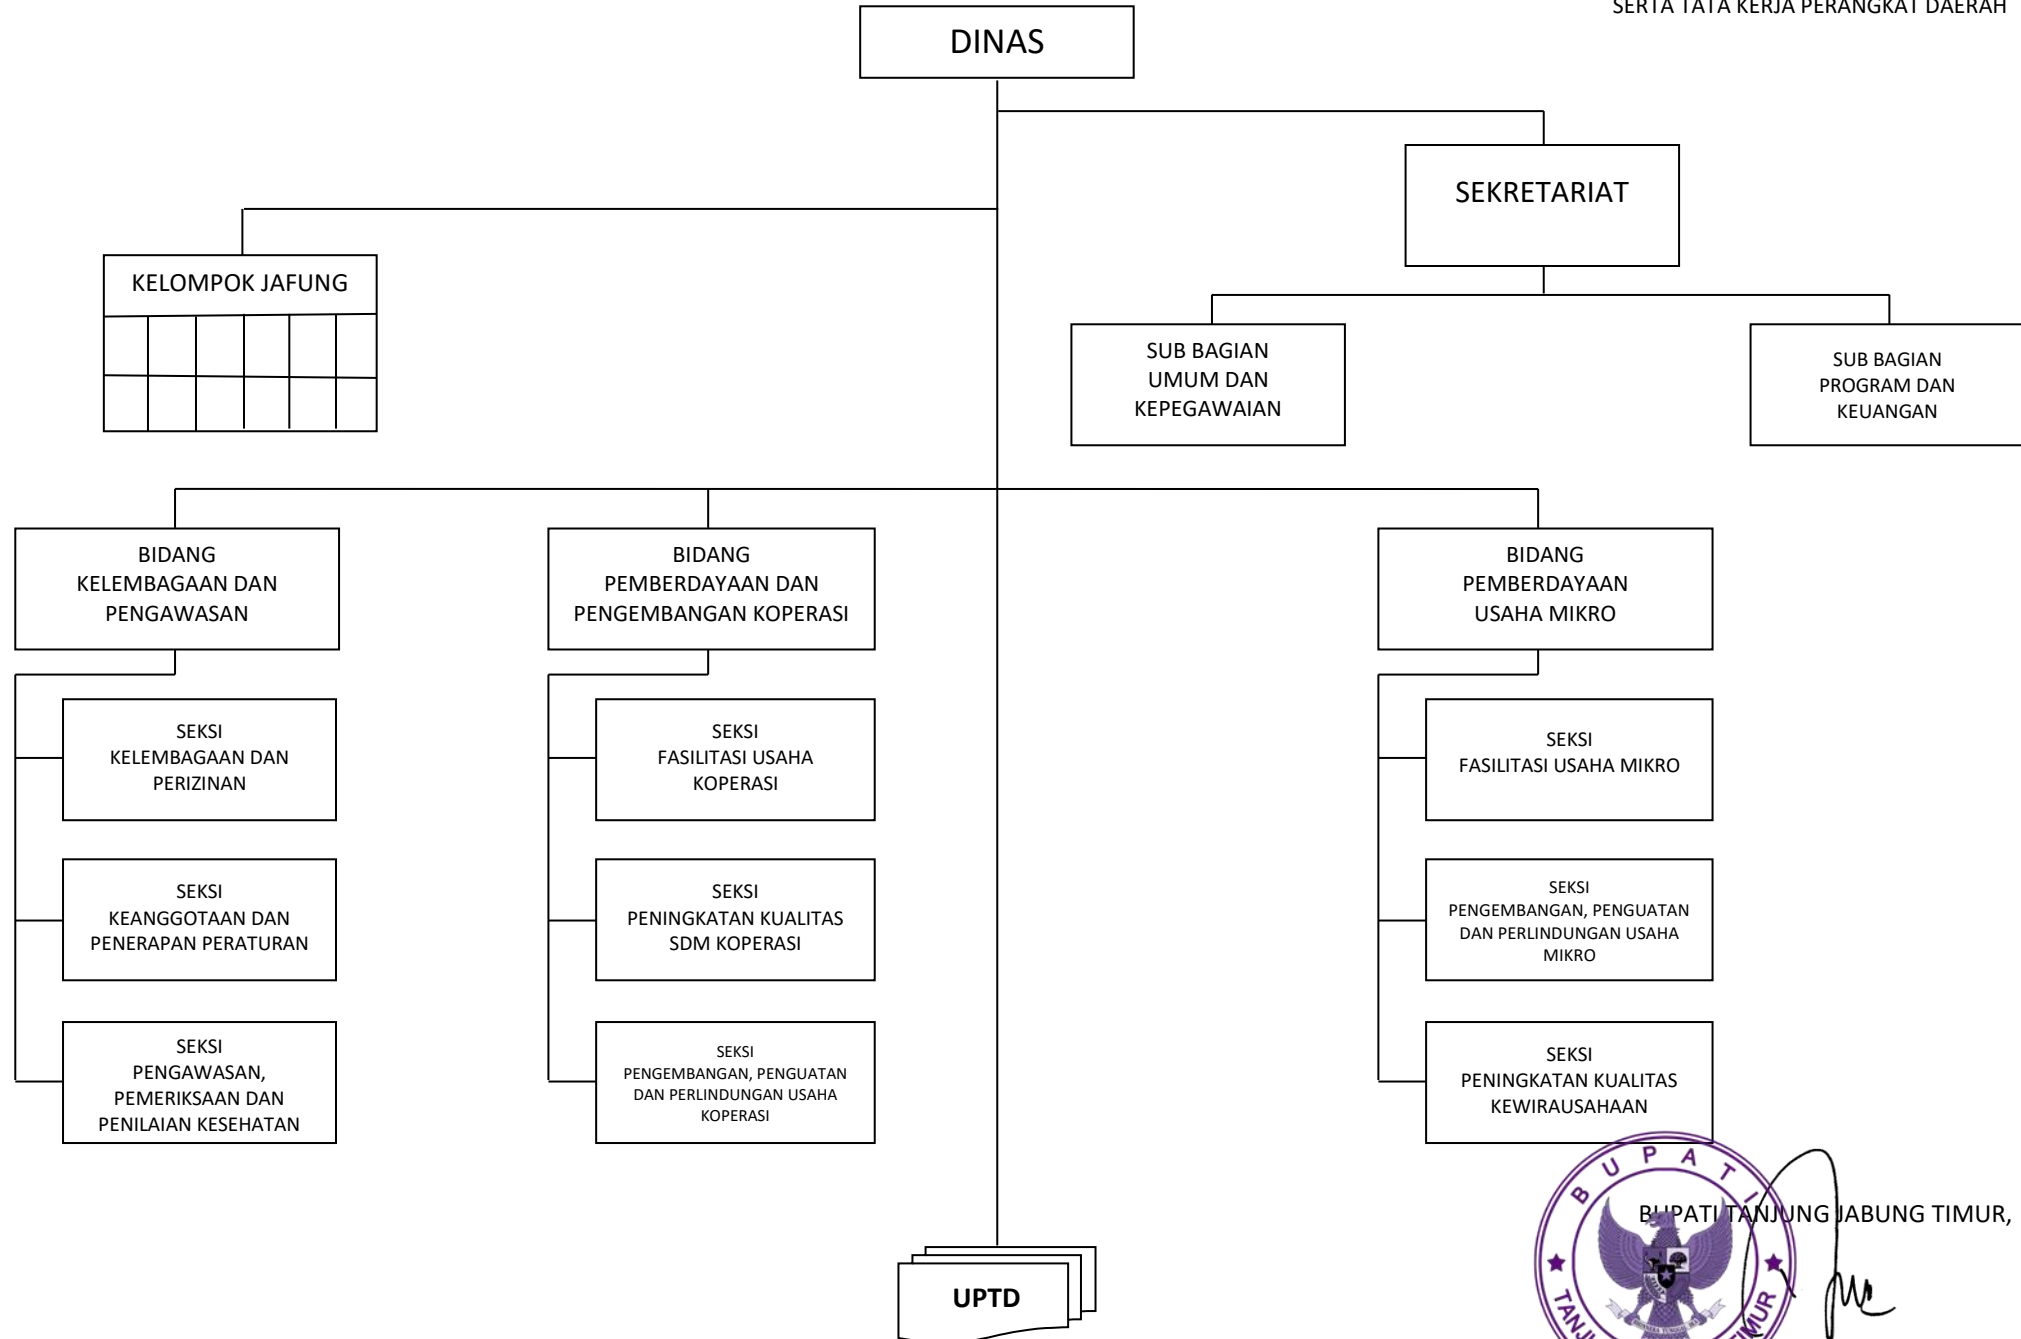 SERTA TATA KERJA PERANGKAT DAERAH
DINAS
SEKRETARIAT
KELOMPOK JAFUNG
SUB BAGIAN
UMUM DAN
KEPEGAWAIAN
SUB BAGIAN
PROGRAM DAN
KEUANGAN
BIDANG
KELEMBAGAAN DAN
PENGAWASAN
BIDANG
PEMBERDAYAAN DAN
PENGEMBANGAN KOPERASI
BIDANG
PEMBERDAYAAN
USAHA MIKRO
SEKSI
KELEMBAGAAN DAN
PERIZINAN
SEKSI
FASILITASI USAHA
KOPERASI
SEKSI
FASILITASI USAHA MIKRO
SEKSI
KEANGGOTAAN DAN
PENERAPAN PERATURAN
SEKSI
PENINGKATAN KUALITAS
SDM KOPERASI
SEKSI
PENGEMBANGAN, PENGUATAN
DAN PERLINDUNGAN USAHA
MIKRO
SEKSI
PENGAWASAN,
PEMERIKSAAN DAN
PENILAIAN KESEHATAN
SEKSI
PENGEMBANGAN, PENGUATAN
DAN PERLINDUNGAN USAHA
KOPERASI
SEKSI
PENINGKATAN KUALITAS
KEWIRAUSAHAAN
BUPATI
BUPATI TANJUNG JABUNG TIMUR,
UPTD